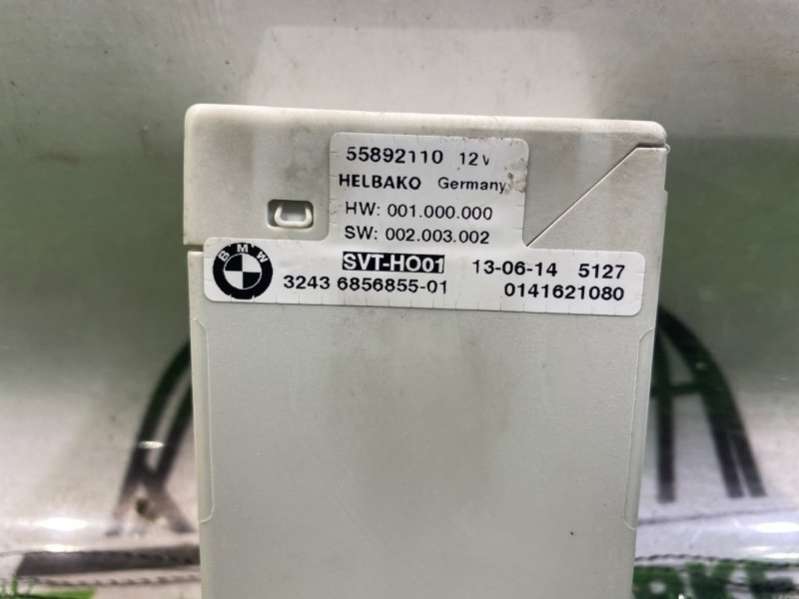 55892110 12V
HELBAKO Germany
HW: 001.000.000
SW: 002.003.002
BMW SVT-HO01 13-06-14 5127
3243 6856855-01 0141621080